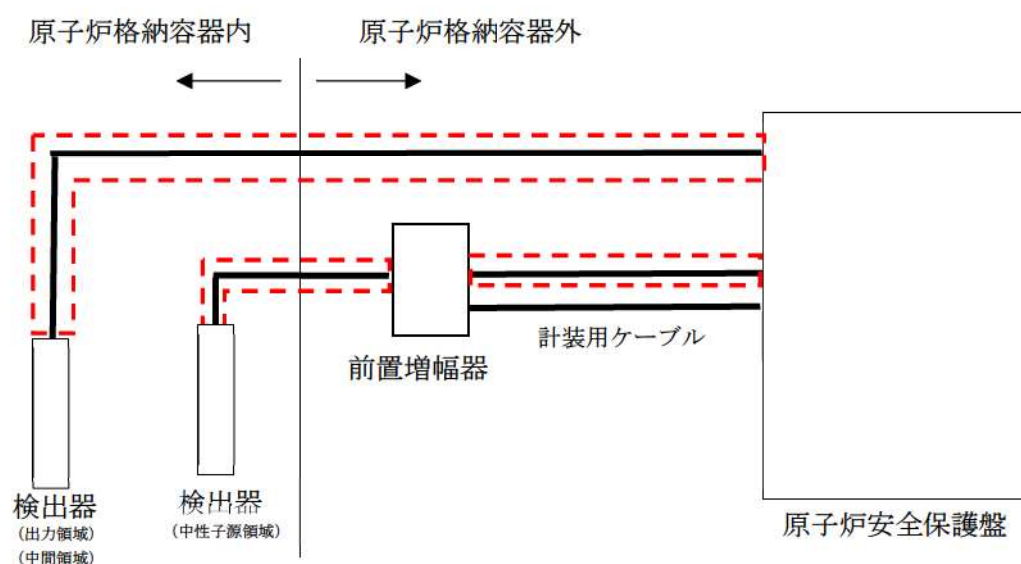 原子炉格納容器内
原子炉格納容器外
計装用ケーブル
前置増幅器
検出器
(出力領域)
(中間領域)
検出器
(中性子源領域)
原子炉安全保護盤